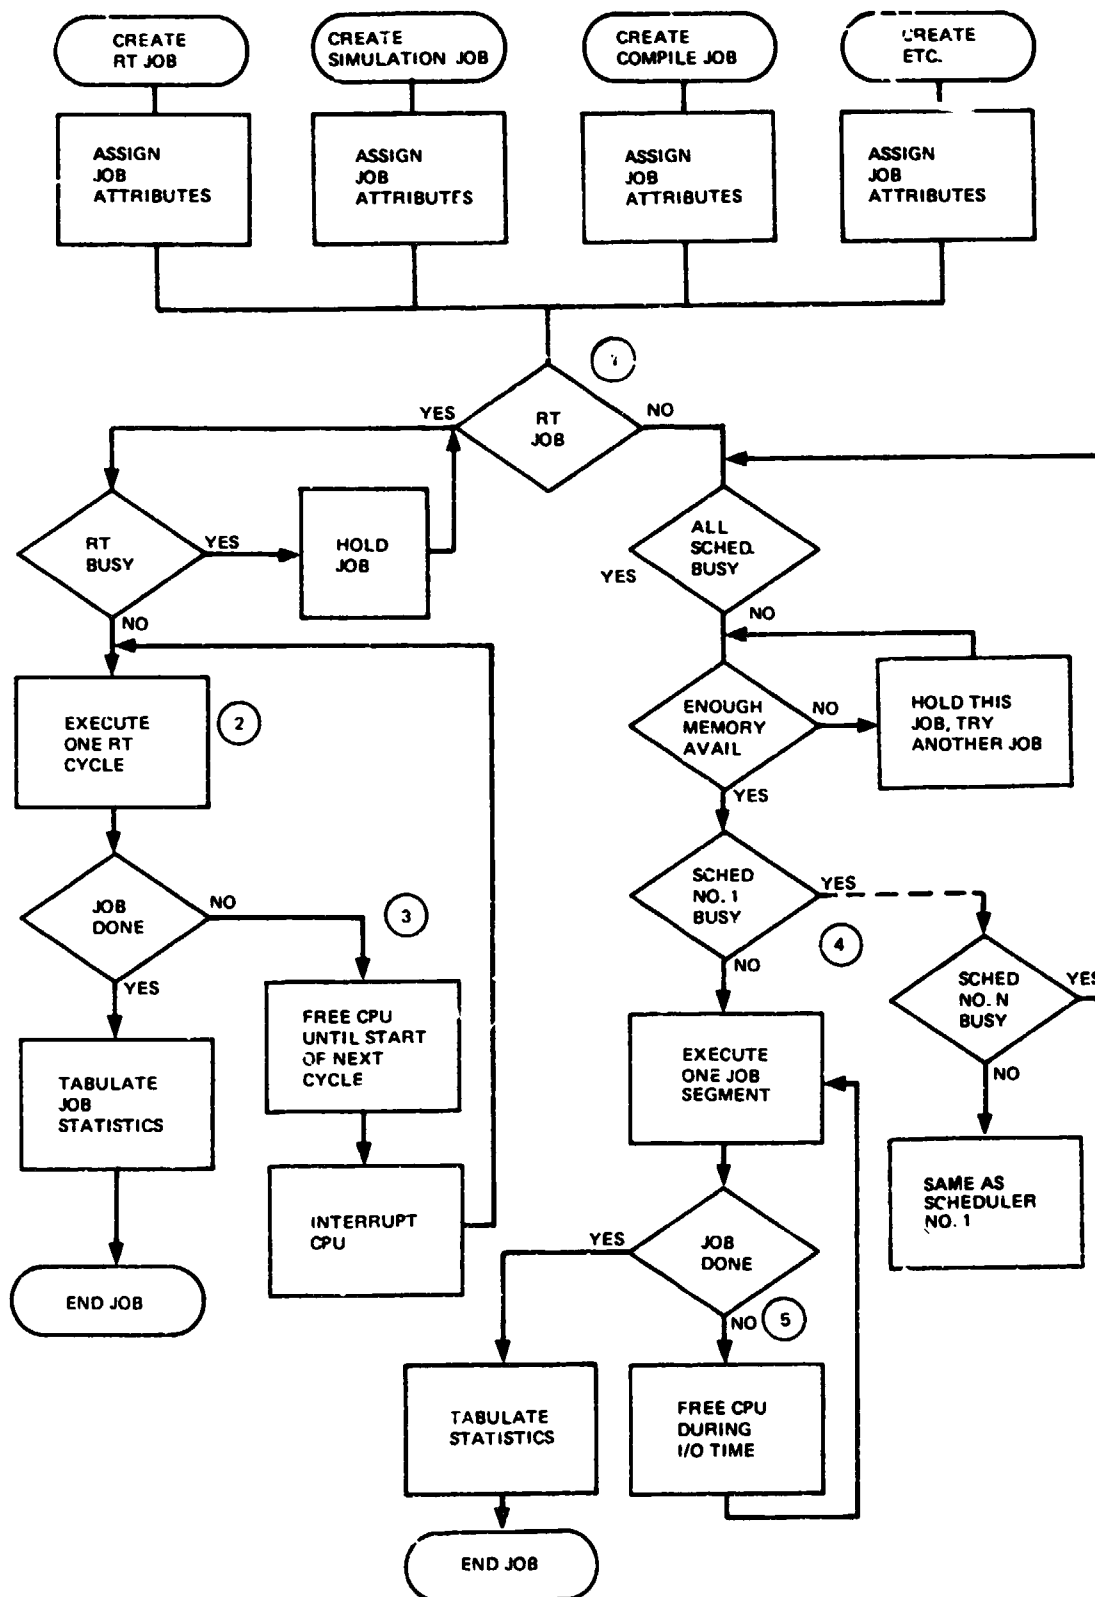 CREATE
RT JOB
CREATE
SIMULATION JOB
CREATE
COMPILE JOB
CREATE
ETC.
ASSIGN
JOB
ATTRIBUTES
ASSIGN
JOB
ATTRIBUTES
ASSIGN
JOB
ATTRIBUTES
ASSIGN
JOB
ATTRIBUTES
YES
RT
JOB
NO
RT
BUSY
YES
HOLD
JOB
NO
ALL
SCHED.
BUSY
YES
NO
EXECUTE
ONE RT
CYCLE
2
ENOUGH
MEMORY
AVAIL
NO
HOLD THIS
JOB, TRY
ANOTHER JOB
YES
JOB
DONE
NO
3
YES
SCHED
NO. 1
BUSY
YES
4
NO
SCHED
NO. N
BUSY
YES
NO
FREE CPU
UNTIL START
OF NEXT
CYCLE
TABULATE
JOB
STATISTICS
EXECUTE
ONE JOB
SEGMENT
SAME AS
SCHEDULER
NO. 1
INTERRUPT
CPU
END JOB
YES
JOB
DONE
NO
5
TABULATE
STATISTICS
FREE CPU
DURING
I/O TIME
END JOB